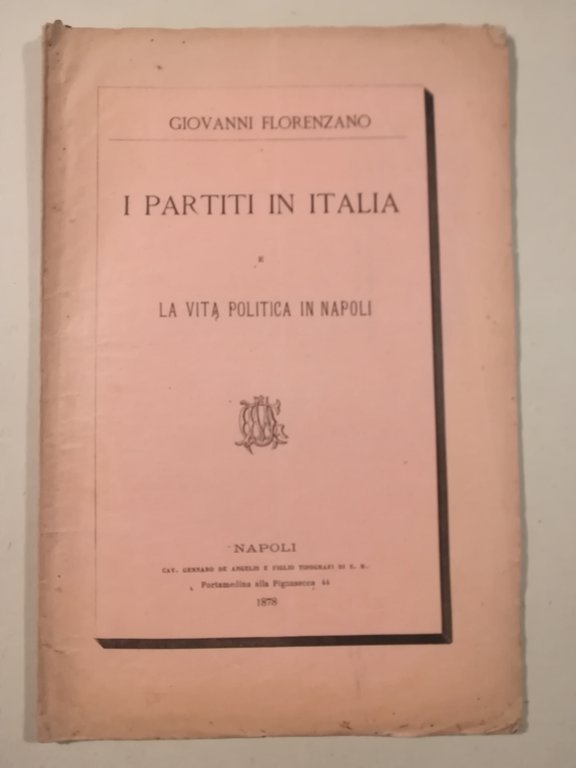 GIOVANNI FLORENZANO
I PARTITI IN ITALIA
E
LA VITA POLITICA IN NAPOLI
NAPOLI
CAV. GENNARO DE ANGELIS E FIGLIO TIPOGRAFI DI S. M.
Portamedina alla Pignasecca 44
1878